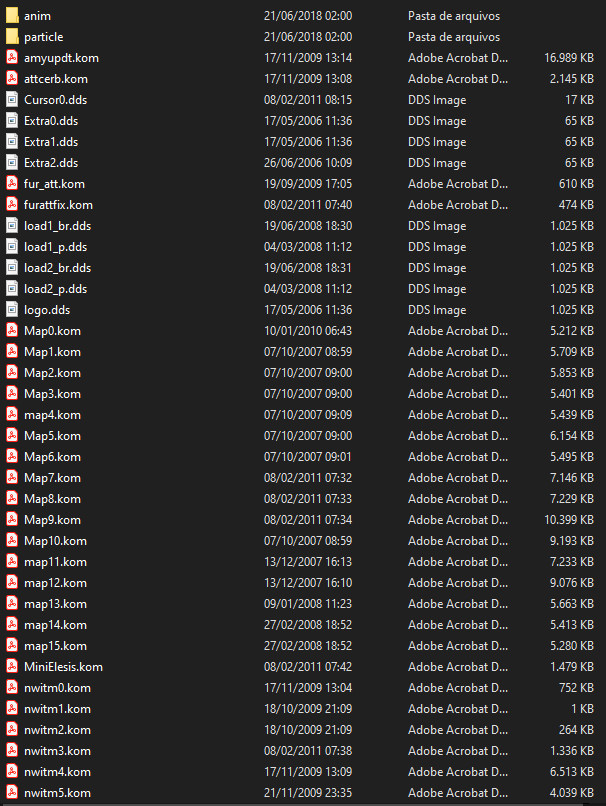 anim 21/06/2018 02:00 Pasta de arquivos
particle 21/06/2018 02:00 Pasta de arquivos
amyupdt.kom 17/11/2009 13:14 Adobe Acrobat D... 16.989 KB
attcerb.kom 17/11/2009 13:08 Adobe Acrobat D... 2.145 KB
Cursor0.dds 08/02/2011 08:15 DDS Image 17 KB
Extra0.dds 17/05/2006 11:36 DDS Image 65 KB
Extra1.dds 17/05/2006 11:36 DDS Image 65 KB
Extra2.dds 26/06/2006 10:09 DDS Image 65 KB
fur_att.kom 19/09/2009 17:05 Adobe Acrobat D... 610 KB
furattfix.kom 08/02/2011 07:40 Adobe Acrobat D... 474 KB
load1_br.dds 19/06/2008 18:30 DDS Image 1.025 KB
load1_p.dds 04/03/2008 11:12 DDS Image 1.025 KB
load2_br.dds 19/06/2008 18:31 DDS Image 1.025 KB
load2_p.dds 04/03/2008 11:12 DDS Image 1.025 KB
logo.dds 17/05/2006 11:36 DDS Image 1.025 KB
Map0.kom 10/01/2010 06:43 Adobe Acrobat D... 5.212 KB
Map1.kom 07/10/2007 08:59 Adobe Acrobat D... 5.709 KB
Map2.kom 07/10/2007 09:00 Adobe Acrobat D... 5.853 KB
Map3.kom 07/10/2007 09:00 Adobe Acrobat D... 5.401 KB
map4.kom 07/10/2007 09:09 Adobe Acrobat D... 5.439 KB
Map5.kom 07/10/2007 09:00 Adobe Acrobat D... 6.154 KB
Map6.kom 07/10/2007 09:01 Adobe Acrobat D... 5.495 KB
Map7.kom 08/02/2011 07:32 Adobe Acrobat D... 7.146 KB
Map8.kom 08/02/2011 07:33 Adobe Acrobat D... 7.229 KB
Map9.kom 08/02/2011 07:34 Adobe Acrobat D... 10.399 KB
Map10.kom 07/10/2007 08:59 Adobe Acrobat D... 9.193 KB
map11.kom 13/12/2007 16:13 Adobe Acrobat D... 7.233 KB
map12.kom 13/12/2007 16:10 Adobe Acrobat D... 9.076 KB
map13.kom 09/01/2008 11:23 Adobe Acrobat D... 5.663 KB
map14.kom 27/02/2008 18:52 Adobe Acrobat D... 5.413 KB
map15.kom 27/02/2008 18:52 Adobe Acrobat D... 5.280 KB
MiniElesis.kom 08/02/2011 07:42 Adobe Acrobat D... 1.479 KB
nwitm0.kom 17/11/2009 13:04 Adobe Acrobat D... 752 KB
nwitm1.kom 18/10/2009 21:09 Adobe Acrobat D... 1 KB
nwitm2.kom 18/10/2009 21:09 Adobe Acrobat D... 264 KB
nwitm3.kom 08/02/2011 07:38 Adobe Acrobat D... 1.336 KB
nwitm4.kom 17/11/2009 13:09 Adobe Acrobat D... 6.513 KB
nwitm5.kom 21/11/2009 23:35 Adobe Acrobat D... 4.039 KB